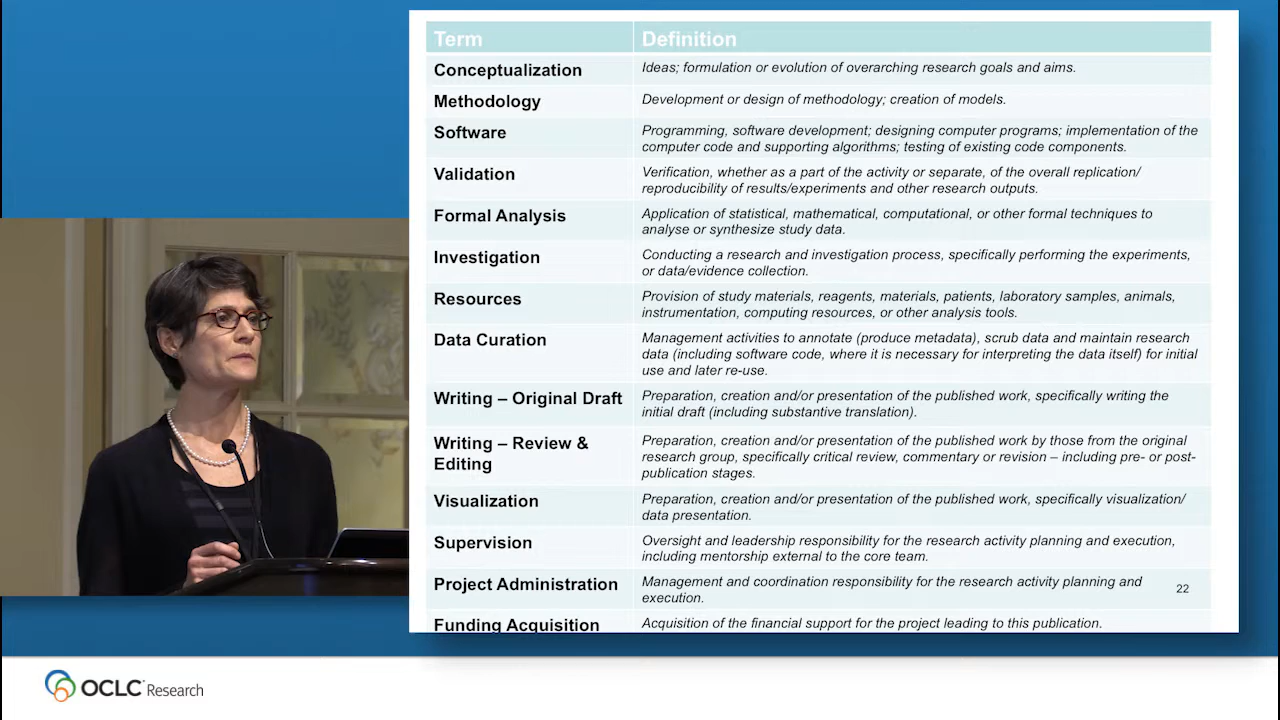 Term Definition
Conceptualization Ideas; formulation or evolution of overarching research goals and aims.
Methodology Development or design of methodology; creation of models.
Software Programming, software development; designing computer programs; implementation of the
computer code and supporting algorithms; testing of existing code components.
Validation Verification, whether as a part of the activity or separate, of the overall replication/
reproducibility of results/experiments and other research outputs.
Formal Analysis Application of statistical, mathematical, computational, or other formal techniques to
analyse or synthesize study data.
Investigation Conducting a research and investigation process, specifically performing the experiments,
or data/evidence collection.
Resources Provision of study materials, reagents, materials, patients, laboratory samples, animals,
instrumentation, computing resources, or other analysis tools.
Data Curation Management activities to annotate (produce metadata), scrub data and maintain research
data (including software code, where it is necessary for interpreting the data itself) for initial
use and later re-use.
Writing – Original Draft Preparation, creation and/or presentation of the published work, specifically writing the
initial draft (including substantive translation).
Writing – Review & Preparation, creation and/or presentation of the published work by those from the original
Editing research group, specifically critical review, commentary or revision – including pre- or post-
publication stages.
Visualization Preparation, creation and/or presentation of the published work, specifically visualization/
data presentation.
Supervision Oversight and leadership responsibility for the research activity planning and execution,
including mentorship external to the core team.
Project Administration Management and coordination responsibility for the research activity planning and
execution.
22
Funding Acquisition Acquisition of the financial support for the project leading to this publication.
OCLC Research